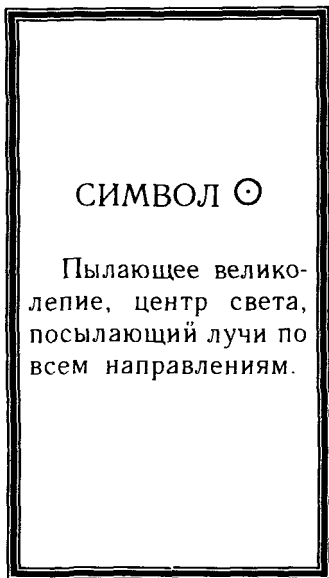 СИМВОЛ ☉
Пылающее велико-
лепие, центр света,
посылающий лучи по
всем направлениям.